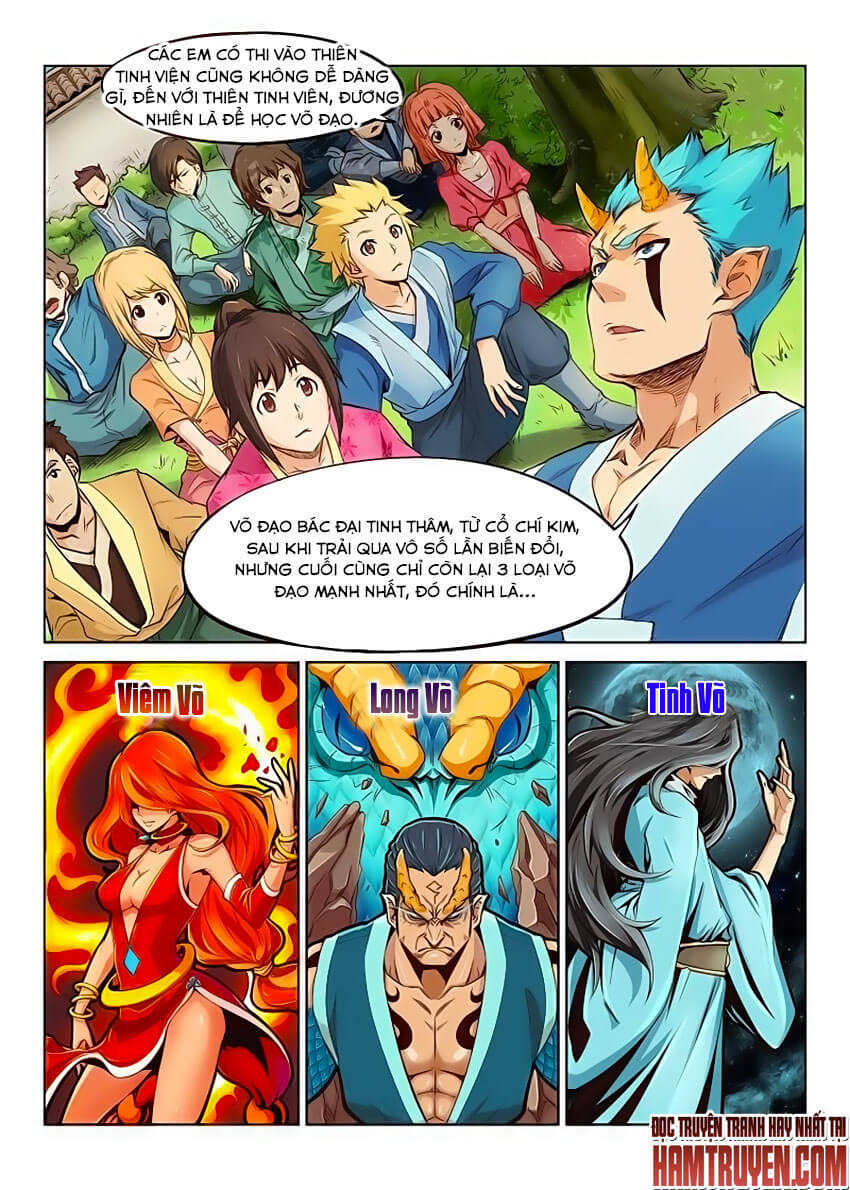 CÁC EM CÓ THI VÀO THIÊN
TINH VIỆN CŨNG KHÔNG DỄ DÀNG
GÌ, ĐẾN VỚI THIÊN TINH VIÊN, ĐƯƠNG
NHIÊN LÀ ĐỂ HỌC VÕ ĐẠO.
VÕ ĐẠO BÁC ĐẠI TINH THÂM, TỪ CỔ CHÍ KIM,
SAU KHI TRẢI QUA VÔ SỐ LẦN BIẾN ĐỔI,
NHƯNG CUỐI CÙNG CHỈ CÒN LẠI 3 LOẠI VÕ
ĐẠO MẠNH NHẤT, ĐÓ CHÍNH LÀ...
Viêm Võ
Long Võ
Tinh Võ
ĐỌC TRUYỆN TRANH HAY NHẤT TẠI
HAMTRUYEN.COM